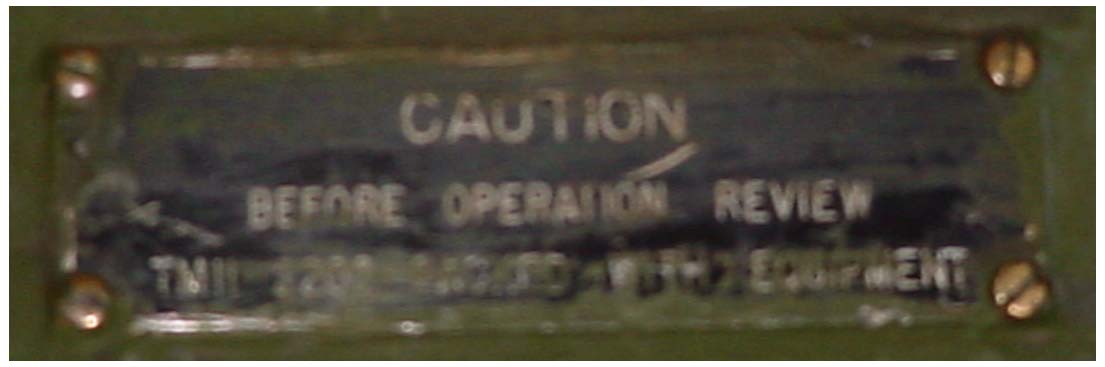 CAUTION
BEFORE OPERATION REVIEW
WITH EQUIPMENT